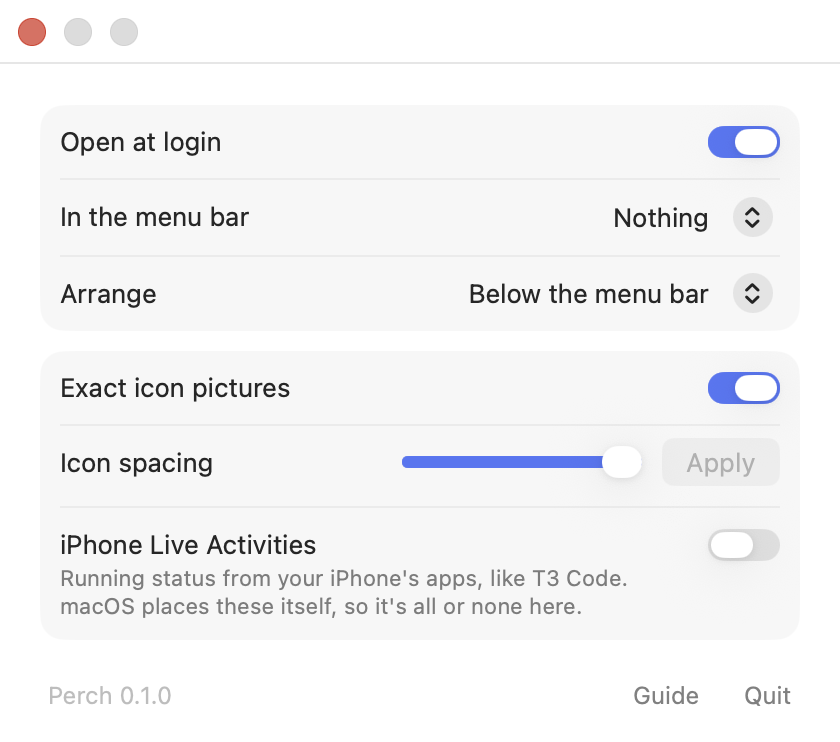 Open at login
In the menu bar Nothing
Arrange Below the menu bar
Exact icon pictures
Icon spacing Apply
iPhone Live Activities
Running status from your iPhone's apps, like T3 Code.
macOS places these itself, so it's all or none here.
Perch 0.1.0 Guide Quit